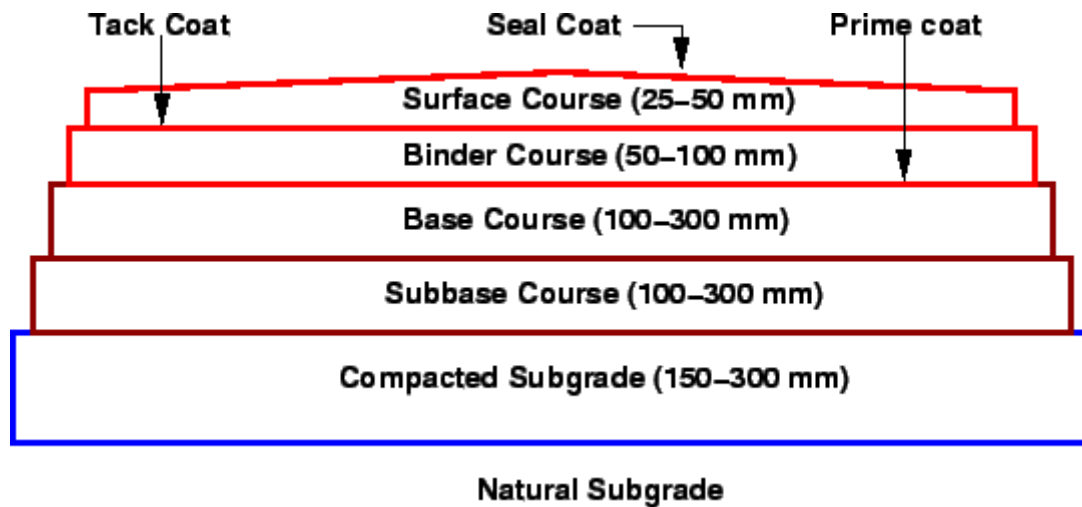 Tack Coat
Seal Coat
Prime coat
Surface Course (25–50 mm)
Binder Course (50–100 mm)
Base Course (100–300 mm)
Subbase Course (100–300 mm)
Compacted Subgrade (150–300 mm)
Natural Subgrade